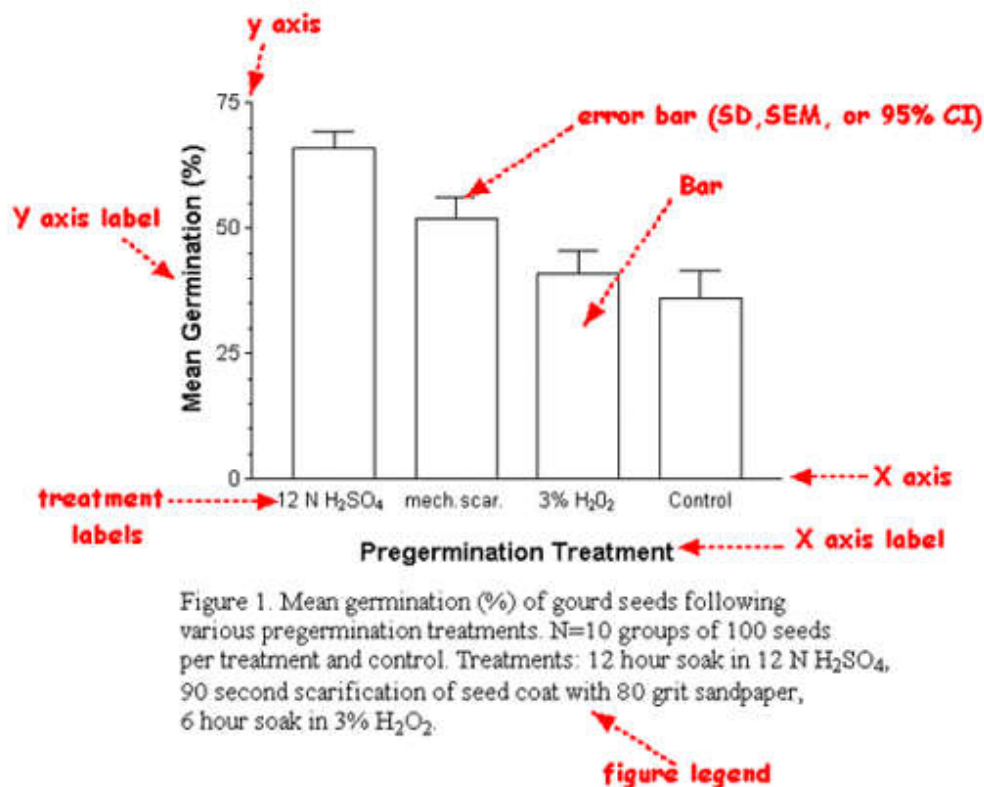 y axis
75
error bar (SD,SEM, or 95% CI)
Bar
Y axis label
Mean Germination (%)
50
25
0
X axis
treatment
labels
12 N H₂SO₄ mech.scar. 3% H₂0₂ Control
Pregermination Treatment
X axis label
Figure 1. Mean germination (%) of gourd seeds following
various pregermination treatments. N=10 groups of 100 seeds
per treatment and control. Treatments: 12 hour soak in 12 N H₂SO₄,
90 second scarification of seed coat with 80 grit sandpaper,
6 hour soak in 3% H₂O₂.
figure legend